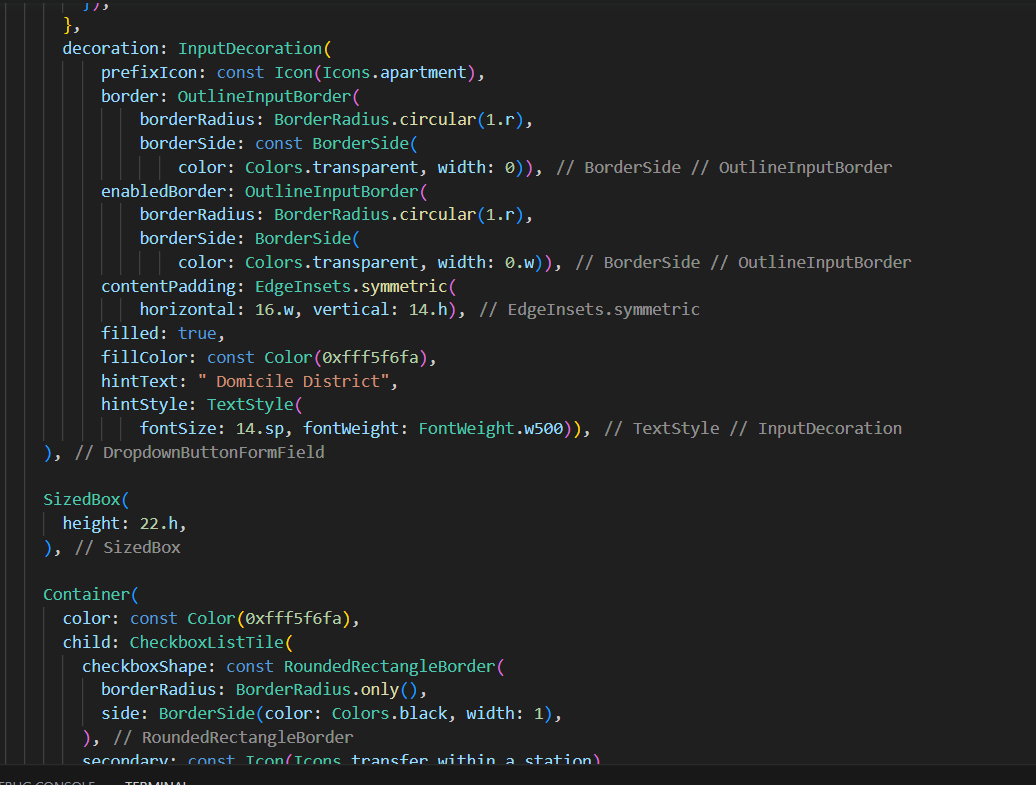 ]);
},
decoration: InputDecoration(
prefixIcon: const Icon(Icons.apartment),
border: OutlineInputBorder(
borderRadius: BorderRadius.circular(1.r),
borderSide: const BorderSide(
color: Colors.transparent, width: 0)), // BorderSide // OutlineInputBorder
enabledBorder: OutlineInputBorder(
borderRadius: BorderRadius.circular(1.r),
borderSide: BorderSide(
color: Colors.transparent, width: 0.w)), // BorderSide // OutlineInputBorder
contentPadding: EdgeInsets.symmetric(
horizontal: 16.w, vertical: 14.h), // EdgeInsets.symmetric
filled: true,
fillColor: const Color(0xfff5f6fa),
hintText: " Domicile District",
hintStyle: TextStyle(
fontSize: 14.sp, fontWeight: FontWeight.w500)), // TextStyle // InputDecoration
), // DropdownButtonFormField
SizedBox(
height: 22.h,
), // SizedBox
Container(
color: const Color(0xfff5f6fa),
child: CheckboxListTile(
checkboxShape: const RoundedRectangleBorder(
borderRadius: BorderRadius.only(),
side: BorderSide(color: Colors.black, width: 1),
), // RoundedRectangleBorder
secondary: const Icon(Icons.transfer_within_a_station)
CONSOLE TERMINAL